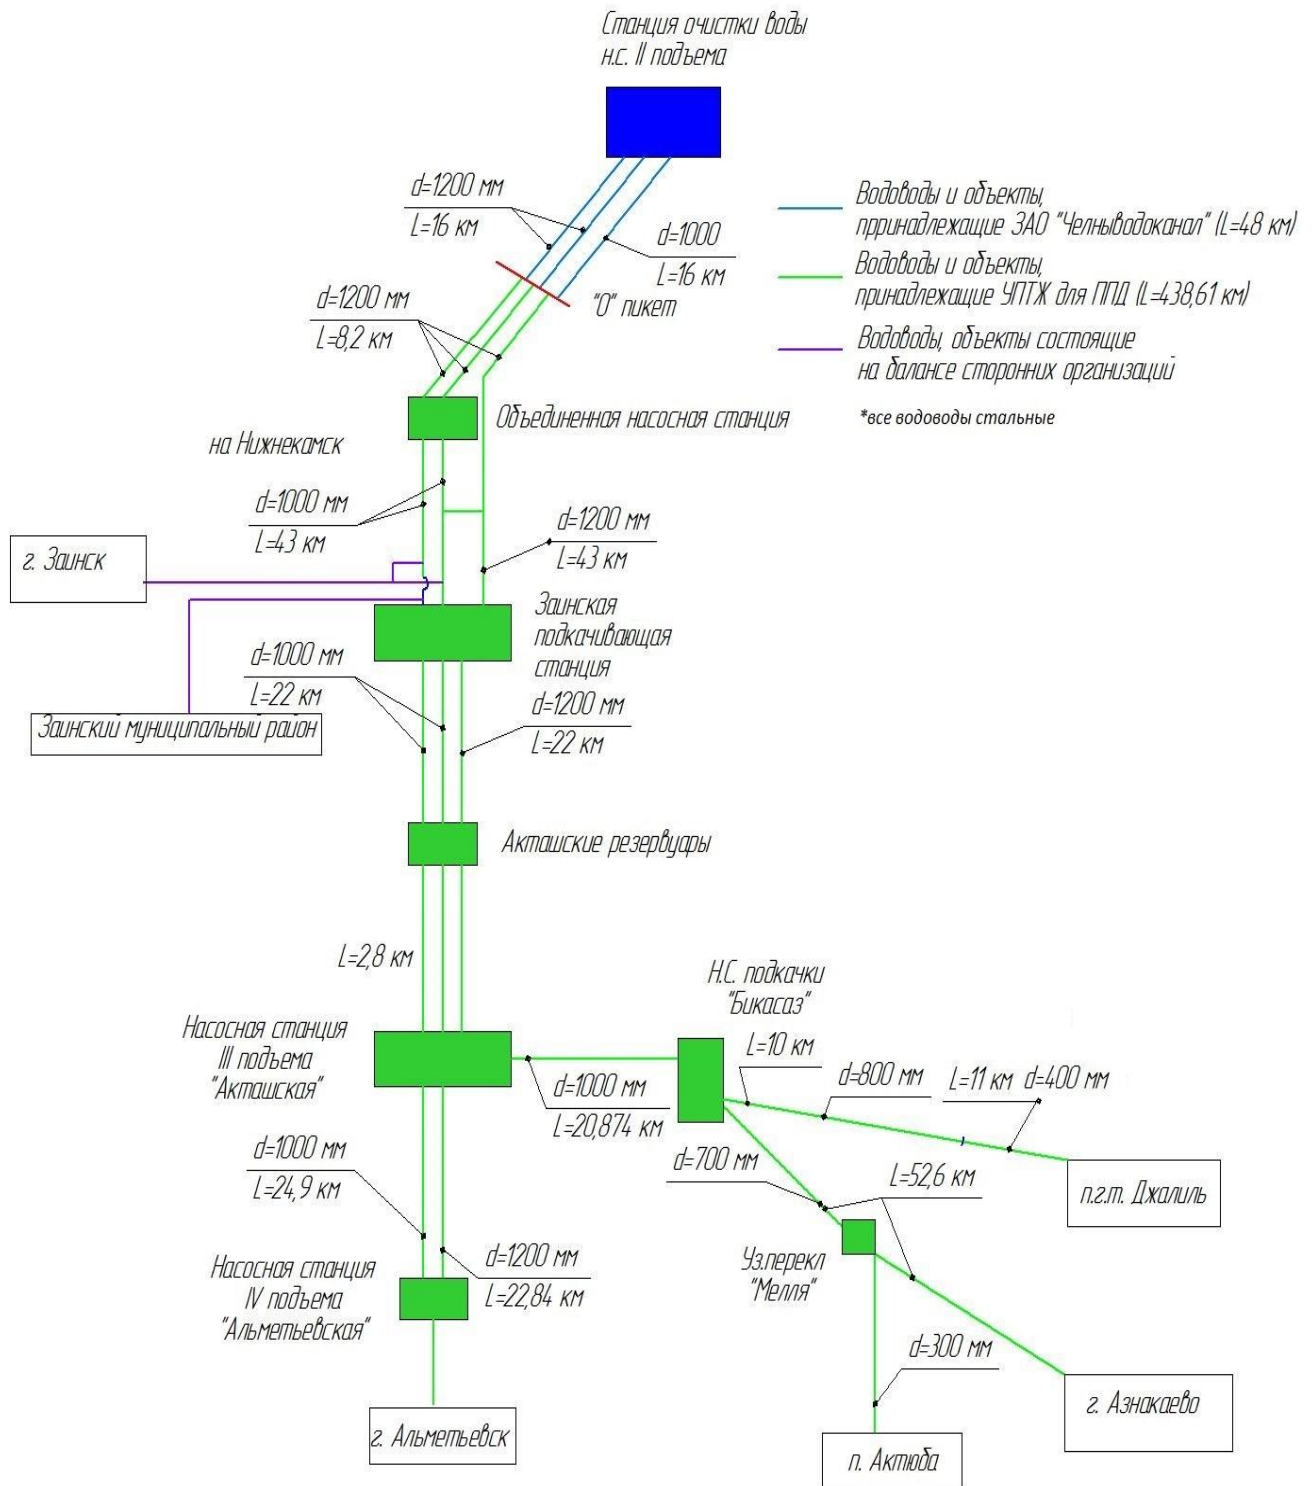 Станция очистки воды
н.с. II подъема
d=1200 мм
L=16 км
d=1000
L=16 км
Водоводы и объекты,
прринадлежащие ЗАО "Челныводоканал" (L=48 км)
Водоводы и объекты,
принадлежащие УПТЖ для ППД (L=438,61 км)
Водоводы, объекты состоящие
на балансе сторонних организаций
*все водоводы стальные
"0" пикет
d=1200 мм
L=8,2 км
Объединенная насосная станция
на Нижнекамск
d=1000 мм
L=43 км
d=1200 мм
L=43 км
г. Заинск
Заинская
подкачивающая
станция
d=1000 мм
L=22 км
d=1200 мм
L=22 км
Заинский муниципальный район
Акташские резервуары
L=2,8 км
Насосная станция
III подъема
"Акташская"
Н.С. подкачки
"Бикасаз"
L=10 км
d=800 мм
L=11 км d=400 мм
d=1000 мм
L=20,874 км
d=700 мм
L=52,6 км
п.г.т. Джалиль
d=1000 мм
L=24,9 км
d=1200 мм
L=22,84 км
Уз.перекл
"Мелля"
Насосная станция
IV подъема
"Альметьевская"
d=300 мм
г. Азнакаево
г. Альметьевск
п. Актюба